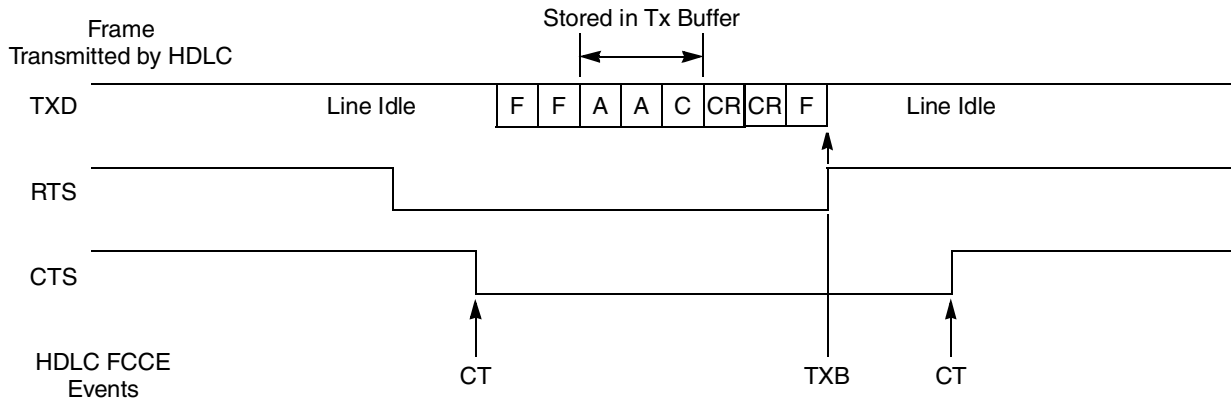 Stored in Tx Buffer
Frame
Transmitted by HDLC
TXD
Line Idle
F F A A C CR CR F
Line Idle
RTS
CTS
HDLC FCCE
Events
CT
TXB
CT